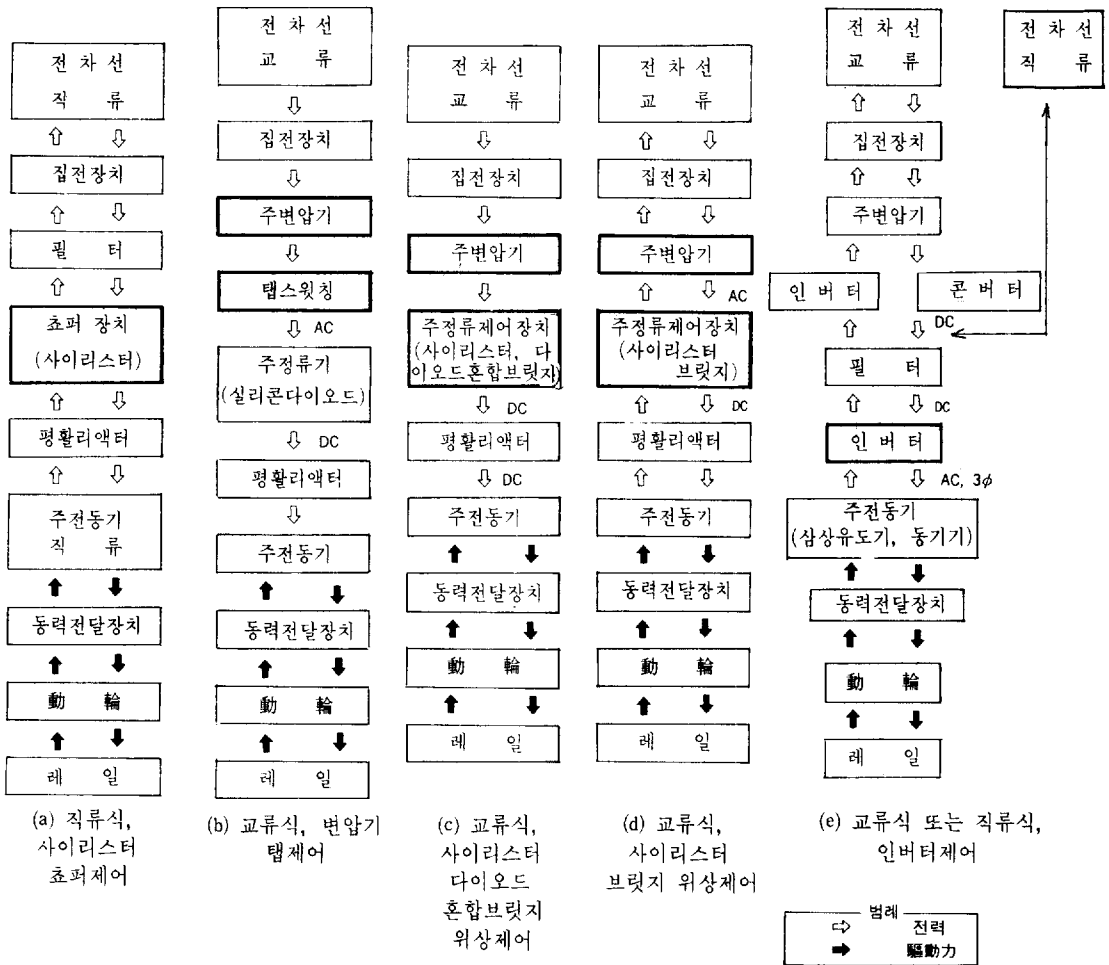 전 차 선
직 류
집전장치
필 터
쵸퍼 장치
(사이리스터)
평활리액터
주전동기
직 류
동력전달장치
動 輪
레 일
(a) 직류식,
사이리스터
쵸퍼제어
전 차 선
교 류
집전장치
주변압기
탭스윗칭
AC
주정류기
(실리콘다이오드)
DC
평활리액터
주전동기
동력전달장치
動 輪
레 일
(b) 교류식, 변압기
탭제어
전 차 선
교 류
집전장치
주변압기
주정류제어장치
(사이리스터, 다
이오드혼합브릿지)
DC
평활리액터
DC
주전동기
동력전달장치
動 輪
레 일
(c) 교류식,
사이리스터
다이오드
혼합브릿지
위상제어
전 차 선
교 류
집전장치
주변압기
AC
주정류제어장치
(사이리스터
브릿지)
DC
평활리액터
주전동기
동력전달장치
動 輪
레 일
(d) 교류식,
사이리스터
브릿지 위상제어
전 차 선
교 류
전 차 선
직 류
집전장치
주변압기
인 버 터
콘 버 터
DC
필 터
DC
인 버 터
AC, 3φ
주전동기
(삼상유도기, 동기기)
동력전달장치
動 輪
레 일
(e) 교류식 또는 직류식,
인버터제어
범례
전력
驅動力